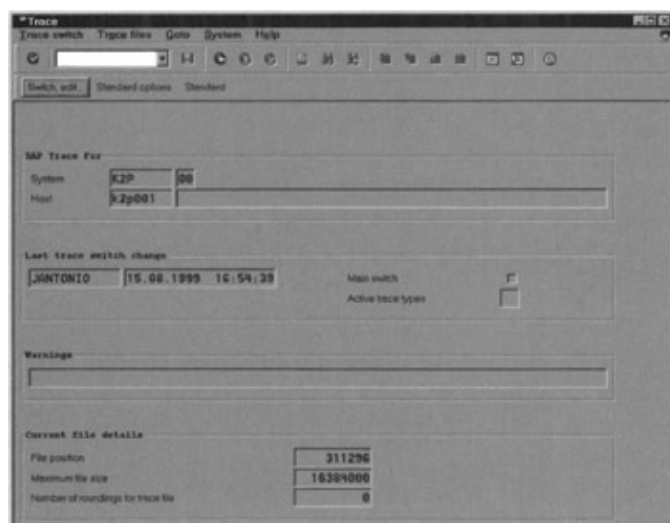 *Trace
Trace switch Trace files Goto System Help
Switch, edit... Standard options Standard
SAP Trace for
System K2P 00
Host k2p001
Last trace switch change
JANTONIO 15.08.1999 16:54:39 Main switch
Active trace types
Warnings
Current file details
File position 311296
Maximum file size 16384000
Number of roundings for trace file 0